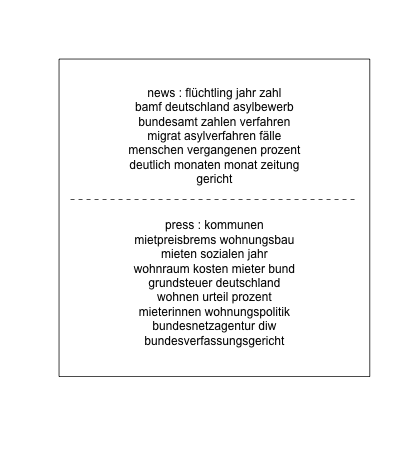 news : flüchtling jahr zahl
bamf deutschland asylbewerb
bundesamt zahlen verfahren
migrat asylverfahren fälle
menschen vergangenen prozent
deutlich monaten monat zeitung
gericht
press : kommunen
mietpreisbrems wohnungsbau
mieten sozialen jahr
wohnraum kosten mieter bund
grundsteuer deutschland
wohnen urteil prozent
mieterinnen wohnungspolitik
bundesnetzagentur diw
bundesverfassungsgericht